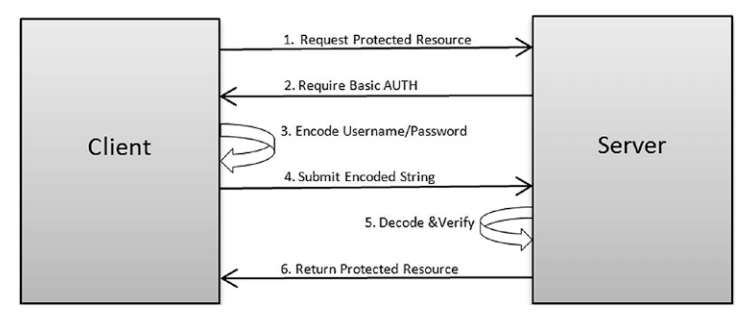 Client
Server
1. Request Protected Resource
2. Require Basic AUTH
3. Encode Username/Password
4. Submit Encoded String
5. Decode &Verify
6. Return Protected Resource